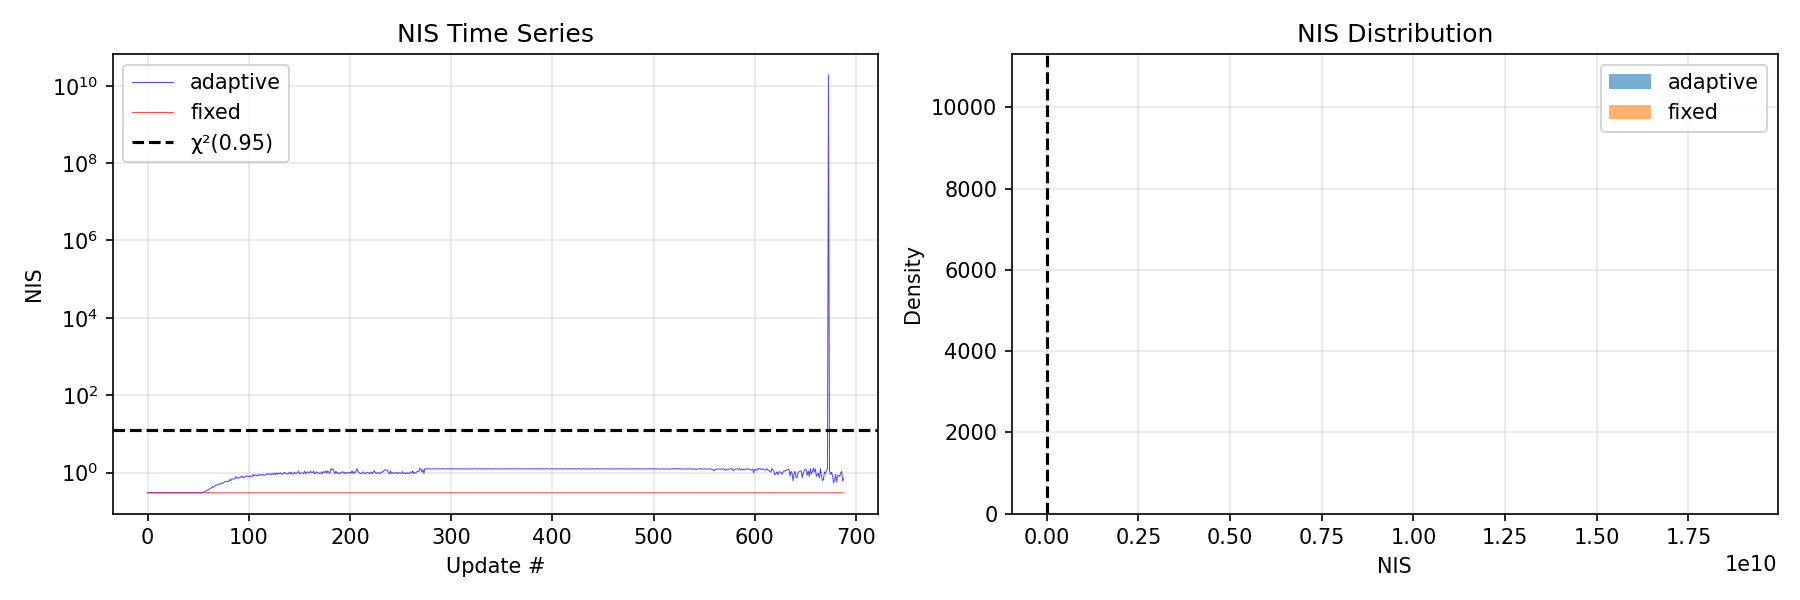 NIS Time Series
NIS
10¹⁰
10⁸
10⁶
10⁴
10²
10⁰
adaptive
fixed
χ²(0.95)
0 100 200 300 400 500 600 700
Update #
NIS Distribution
Density
10000
8000
6000
4000
2000
0
adaptive
fixed
0.00 0.25 0.50 0.75 1.00 1.25 1.50 1.75
1e10
NIS